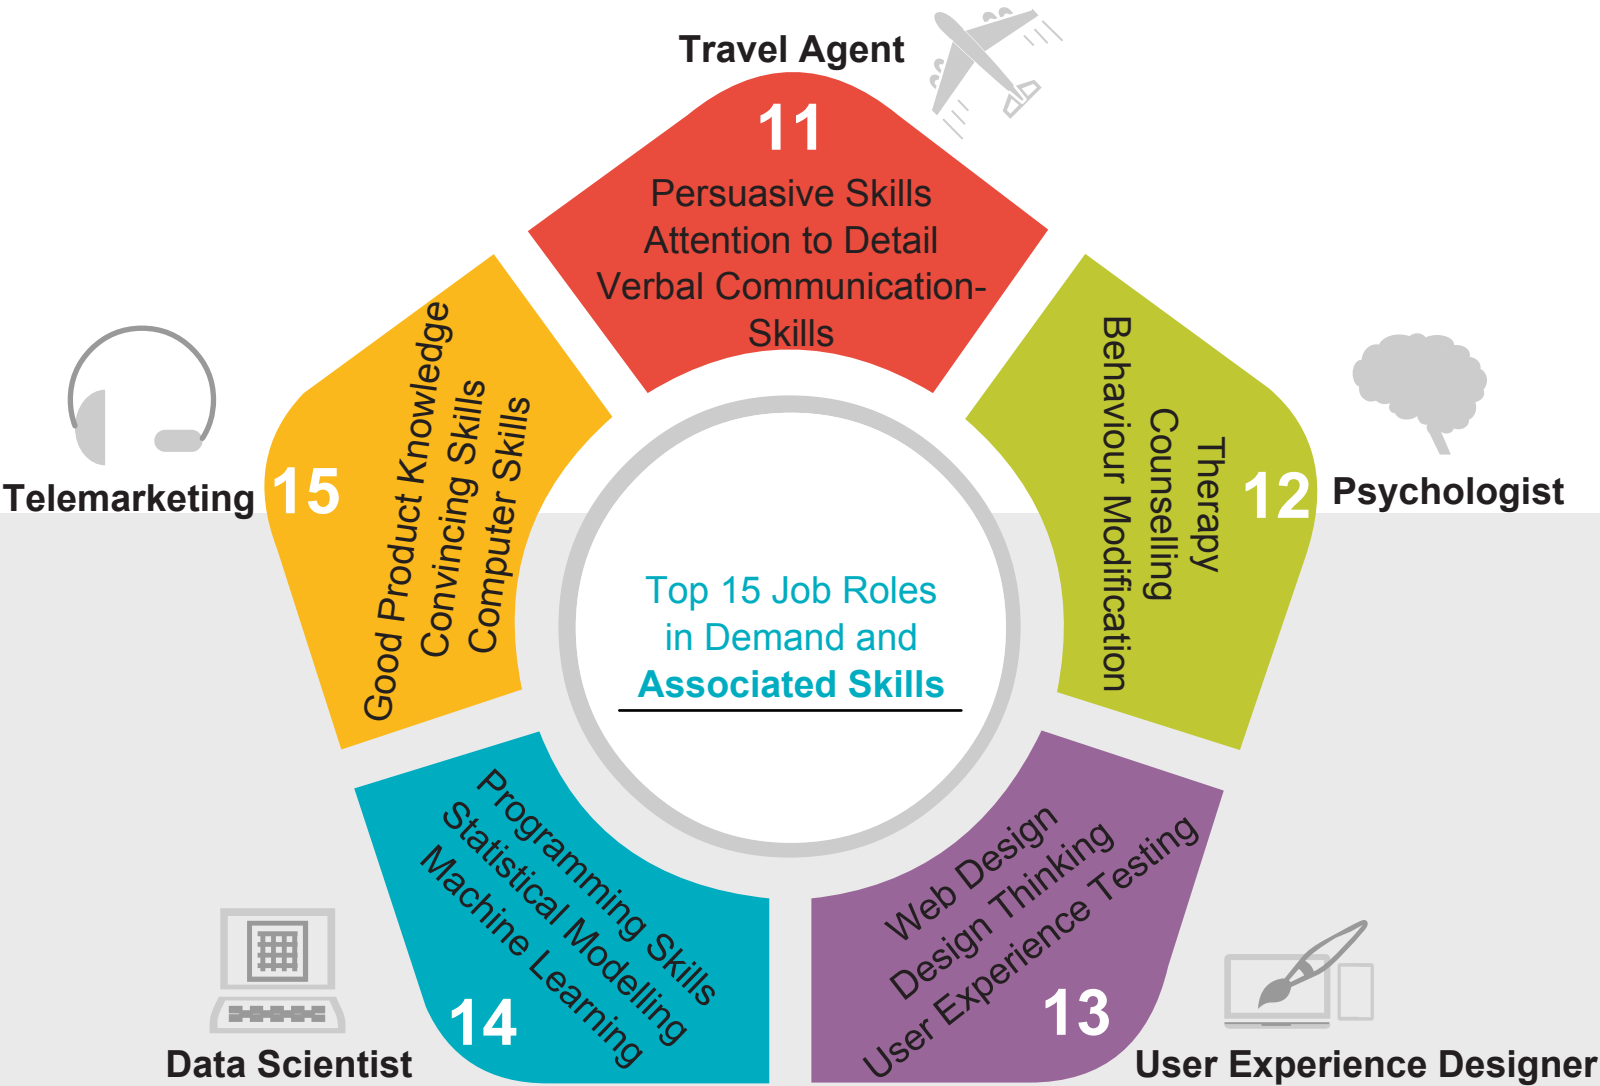 Travel Agent
11
Persuasive Skills
Attention to Detail
Verbal Communication-
Skills
Therapy
Counselling
Behaviour Modification
12
Psychologist
Web Design
Design Thinking
User Experience Testing
13
User Experience Designer
Programming Skills
Statistical Modelling
Machine Learning
14
Data Scientist
Good Product Knowledge
Convincing Skills
Computer Skills
15
Telemarketing
Top 15 Job Roles
in Demand and
Associated Skills